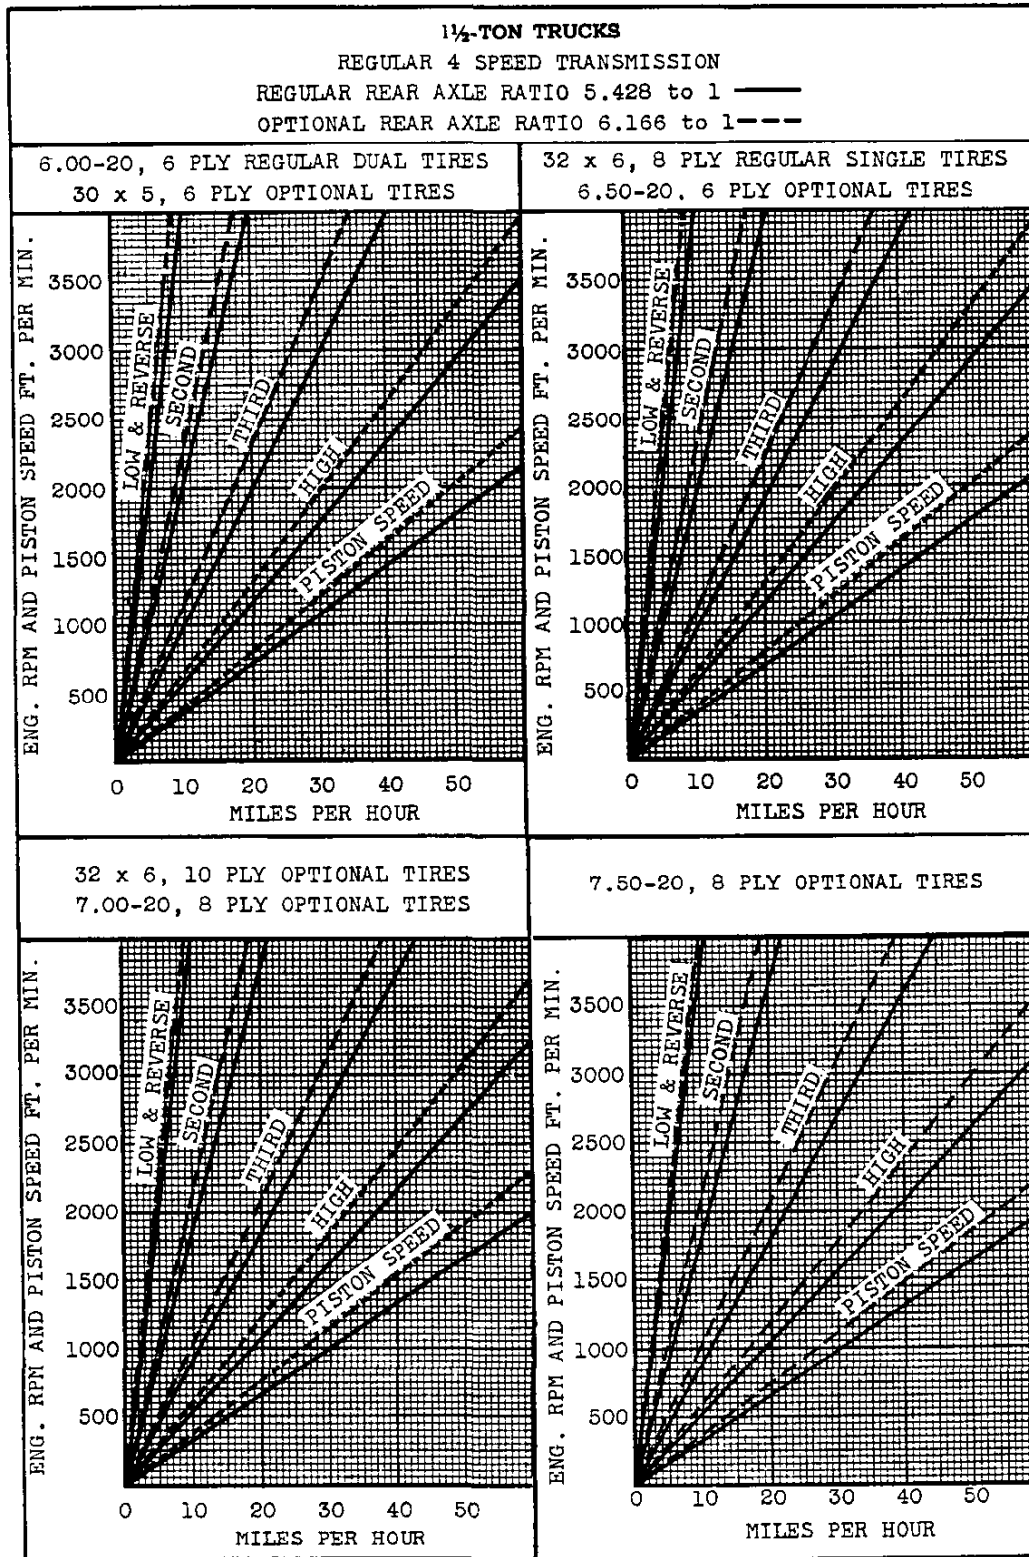 1½-TON TRUCKS
REGULAR 4 SPEED TRANSMISSION
REGULAR REAR AXLE RATIO 5.428 to 1
OPTIONAL REAR AXLE RATIO 6.166 to 1
6.00-20, 6 PLY REGULAR DUAL TIRES
30 x 5, 6 PLY OPTIONAL TIRES
ENG. RPM AND PISTON SPEED FT. PER MIN.
3500
3000
2500
2000
1500
1000
500
LOW & REVERSE
SECOND
THIRD
HIGH
PISTON SPEED
0 10 20 30 40 50
MILES PER HOUR
32 x 6, 8 PLY REGULAR SINGLE TIRES
6.50-20, 6 PLY OPTIONAL TIRES
ENG. RPM AND PISTON SPEED FT. PER MIN.
3500
3000
2500
2000
1500
1000
500
LOW & REVERSE
SECOND
THIRD
HIGH
PISTON SPEED
0 10 20 30 40 50
MILES PER HOUR
32 x 6, 10 PLY OPTIONAL TIRES
7.00-20, 8 PLY OPTIONAL TIRES
ENG. RPM AND PISTON SPEED FT. PER MIN.
3500
3000
2500
2000
1500
1000
500
LOW & REVERSE
SECOND
THIRD
HIGH
PISTON SPEED
0 10 20 30 40 50
MILES PER HOUR
7.50-20, 8 PLY OPTIONAL TIRES
ENG. RPM AND PISTON SPEED FT. PER MIN.
3500
3000
2500
2000
1500
1000
500
LOW & REVERSE
SECOND
THIRD
HIGH
PISTON SPEED
0 10 20 30 40 50
MILES PER HOUR